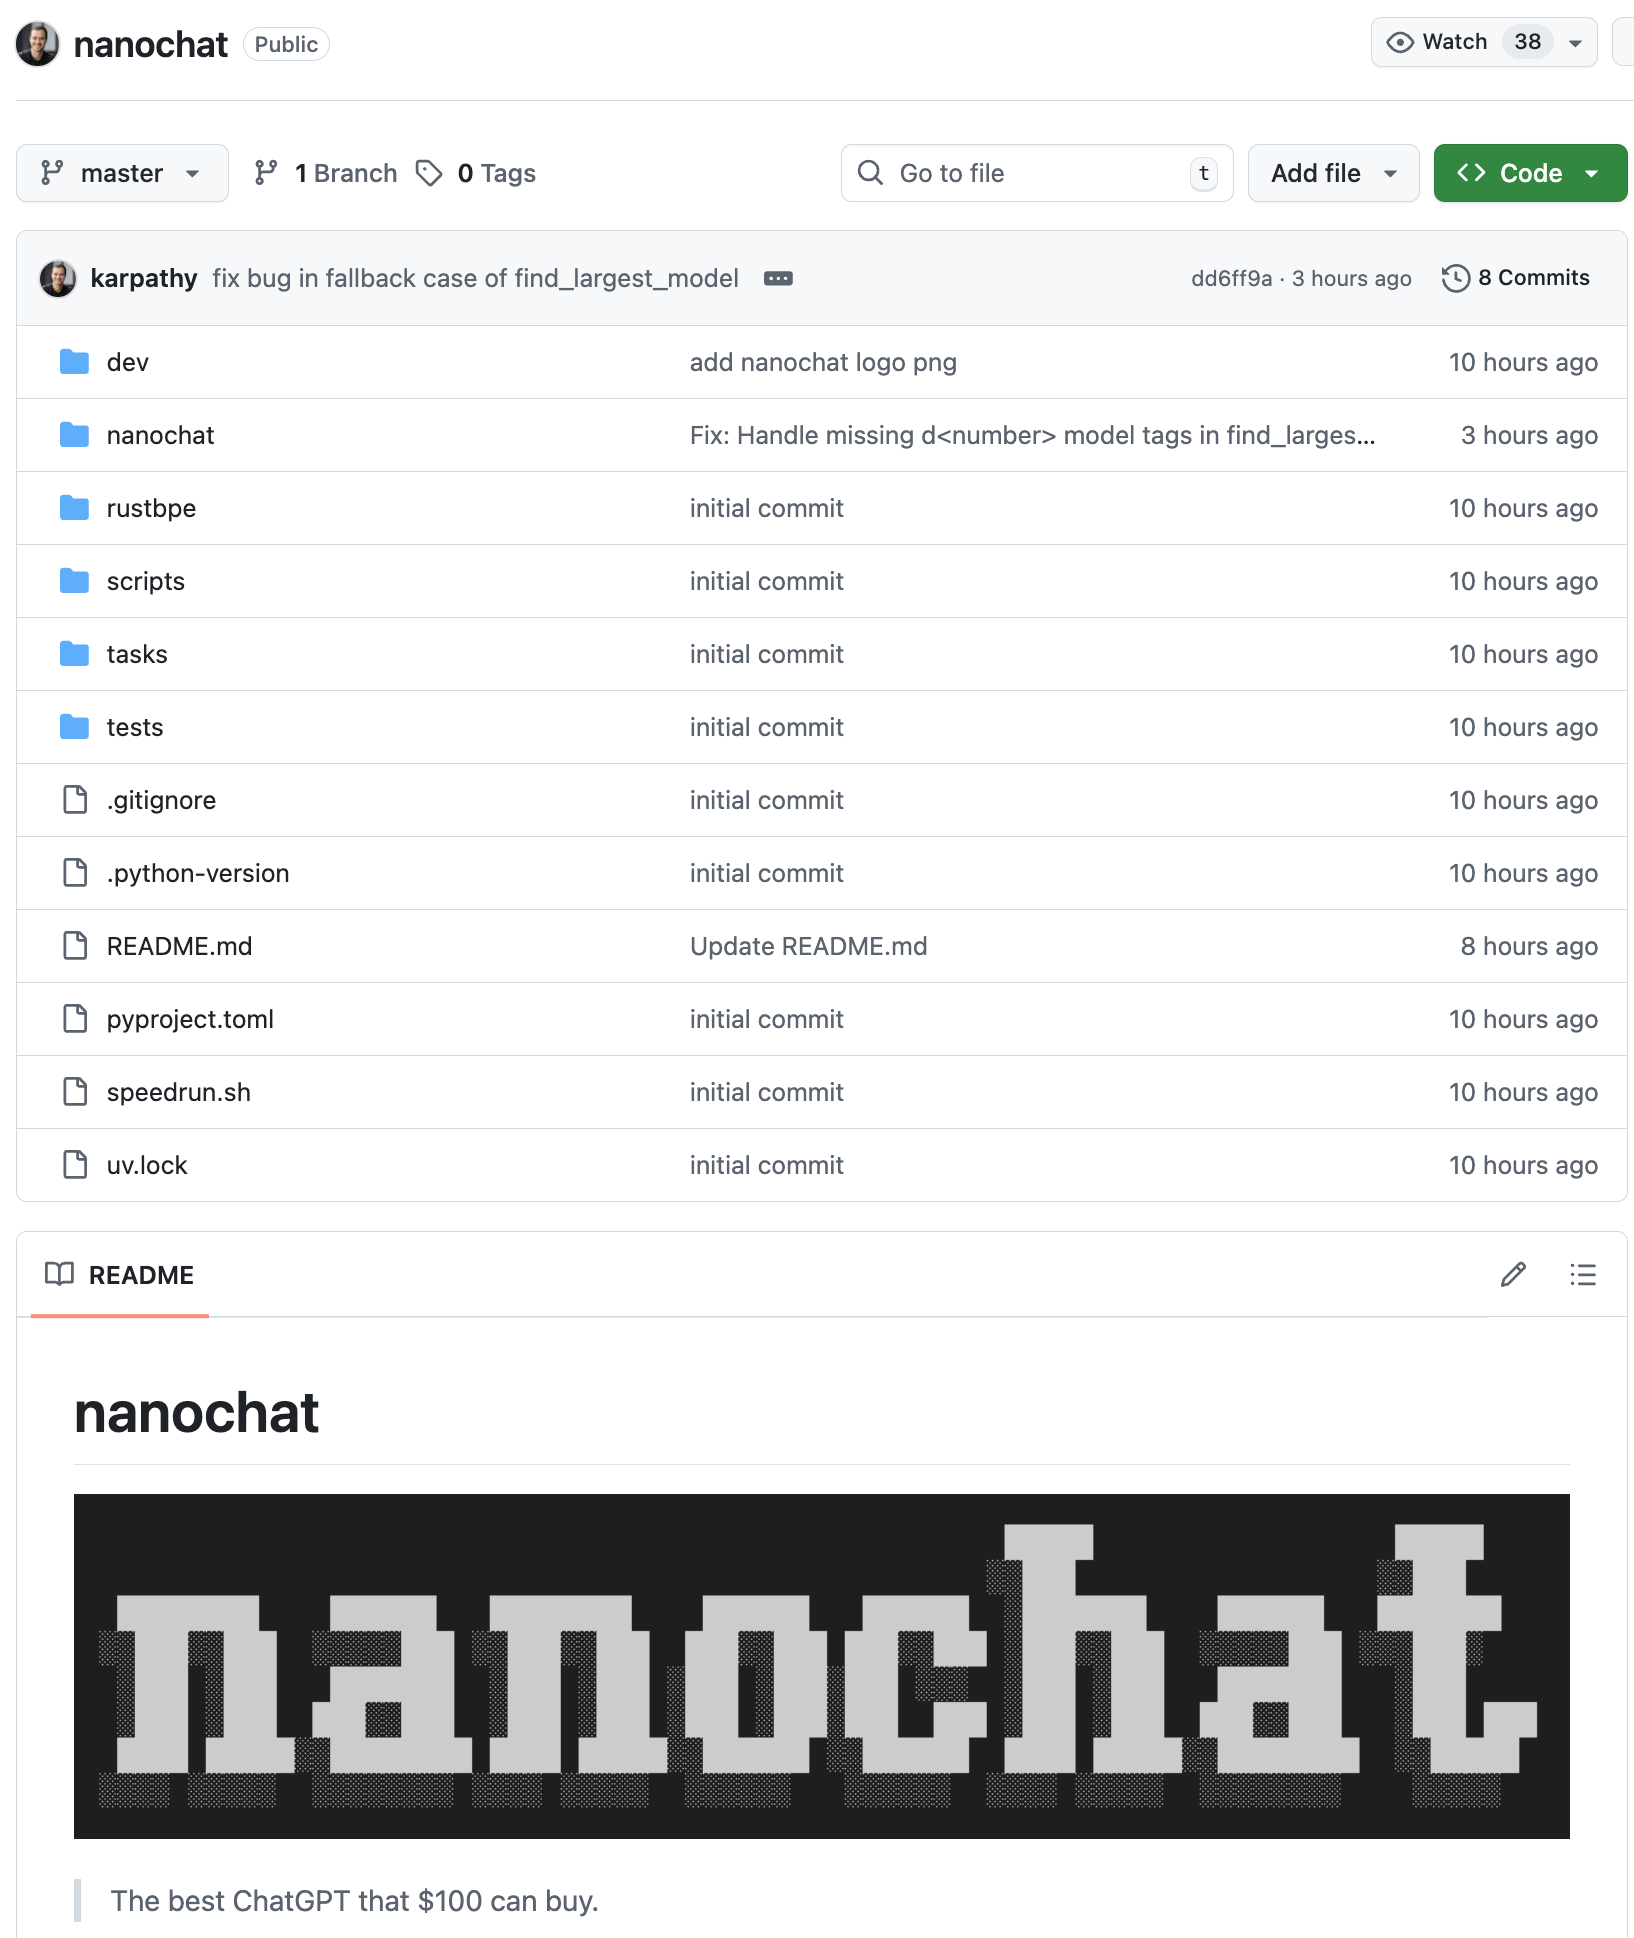 nanochat Public Watch 38
master 1 Branch 0 Tags Go to file t Add file Code
karpathy fix bug in fallback case of find_largest_model dd6ff9a · 3 hours ago 8 Commits
dev add nanochat logo png 10 hours ago
nanochat Fix: Handle missing d<number> model tags in find_larges... 3 hours ago
rustbpe initial commit 10 hours ago
scripts initial commit 10 hours ago
tasks initial commit 10 hours ago
tests initial commit 10 hours ago
.gitignore initial commit 10 hours ago
.python-version initial commit 10 hours ago
README.md Update README.md 8 hours ago
pyproject.toml initial commit 10 hours ago
speedrun.sh initial commit 10 hours ago
uv.lock initial commit 10 hours ago
README
nanochat
nanochat
The best ChatGPT that $100 can buy.